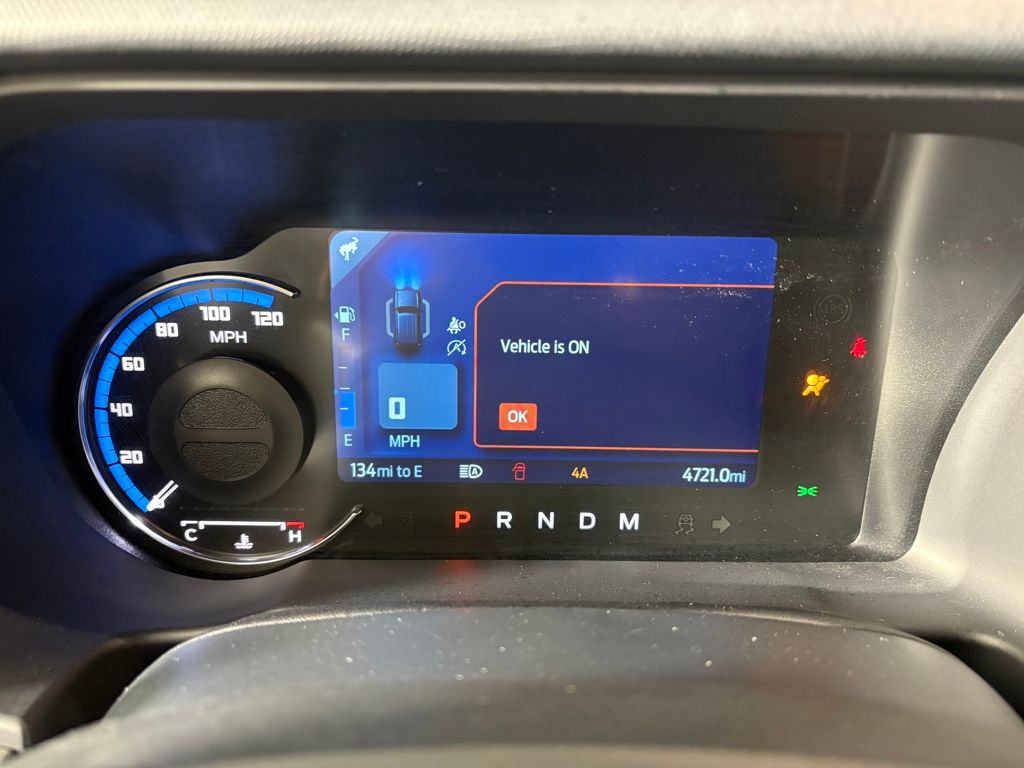 100
120
80
MPH
60
40
20
C
H
F
E
0
MPH
Vehicle is ON
OK
134mi to E
A
4A
4721.0mi
P R N D M